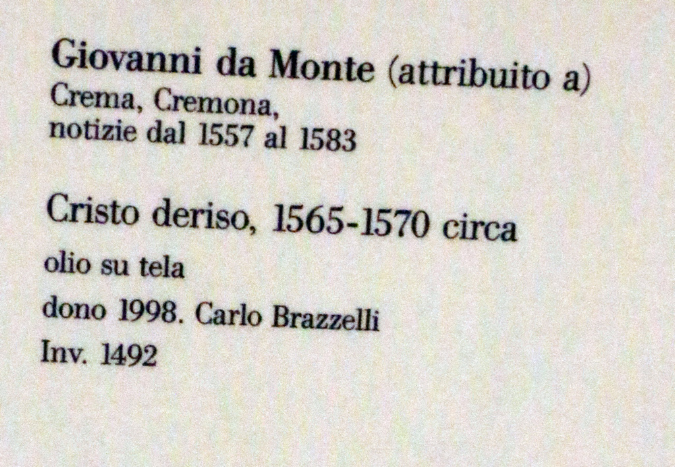 Giovanni da Monte (attribuito a)
Crema, Cremona,
notizie dal 1557 al 1583
Cristo deriso, 1565-1570 circa
olio su tela
dono 1998. Carlo Brazzelli
Inv. 1492